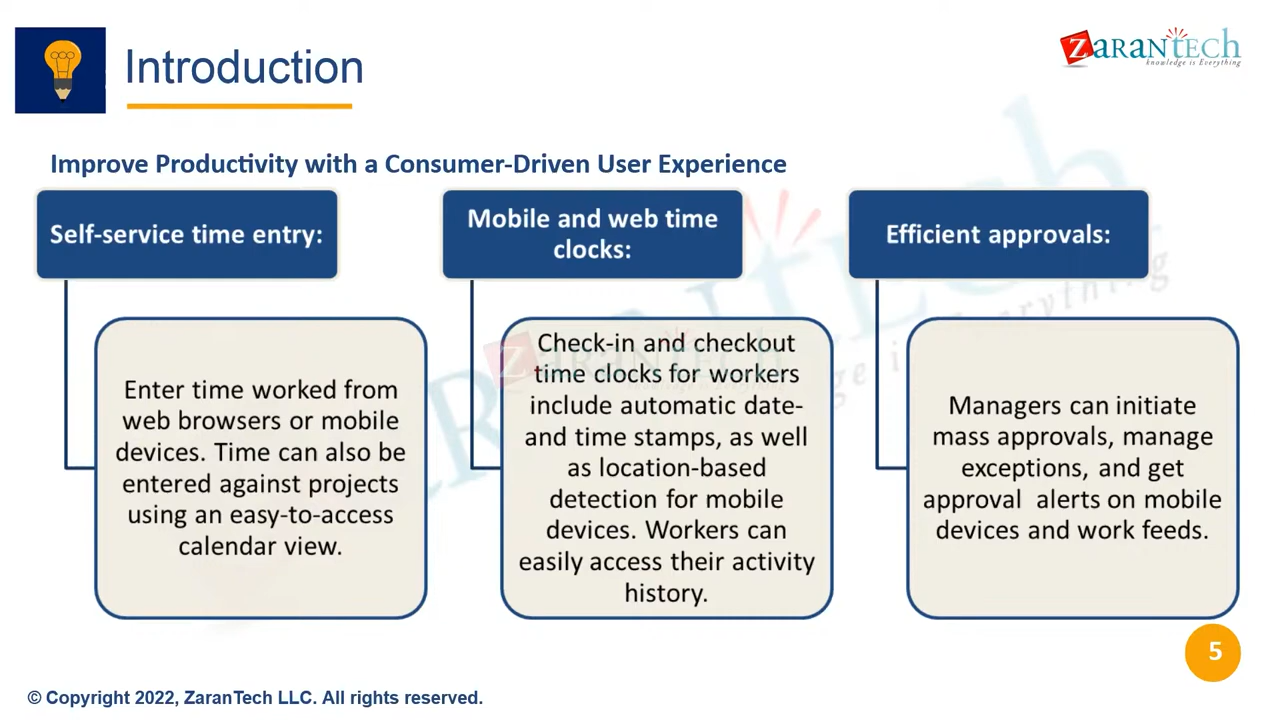 Introduction
ZaranTech
knowledge is Everything
Improve Productivity with a Consumer-Driven User Experience
Self-service time entry:
Enter time worked from
web browsers or mobile
devices. Time can also be
entered against projects
using an easy-to-access
calendar view.
Mobile and web time
clocks:
Check-in and checkout
time clocks for workers
include automatic date-
and time stamps, as well
as location-based
detection for mobile
devices. Workers can
easily access their activity
history.
Efficient approvals:
Managers can initiate
mass approvals, manage
exceptions, and get
approval alerts on mobile
devices and work feeds.
5
© Copyright 2022, ZaranTech LLC. All rights reserved.